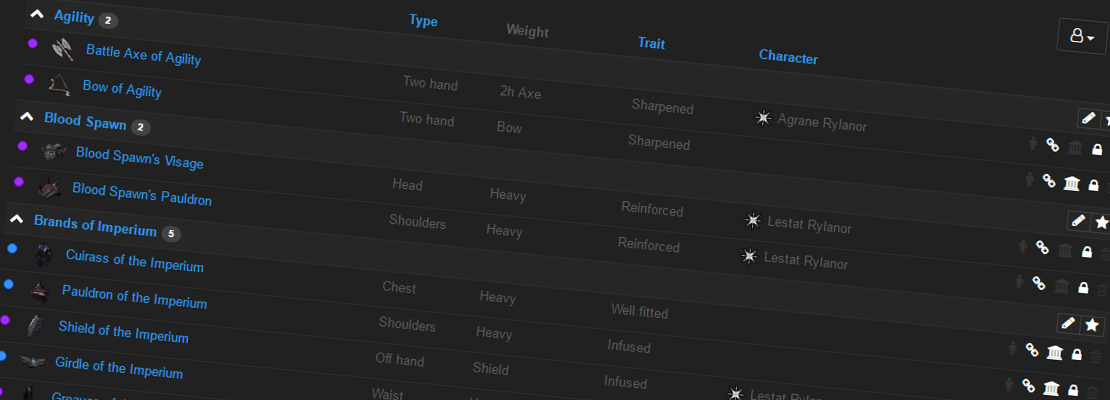 Agility 2 Type Weight Trait Character
Battle Axe of Agility Two hand 2h Axe Sharpened Agrane Rylanor
Bow of Agility Two hand Bow Sharpened
Blood Spawn 2
Blood Spawn's Visage Head Heavy Reinforced Lestat Rylanor
Blood Spawn's Pauldron Shoulders Heavy Reinforced Lestat Rylanor
Brands of Imperium 5
Cuirass of the Imperium Chest Heavy Well fitted
Pauldron of the Imperium Shoulders Heavy Infused
Shield of the Imperium Off hand Shield Infused Lestat
Girdle of the Imperium Waist